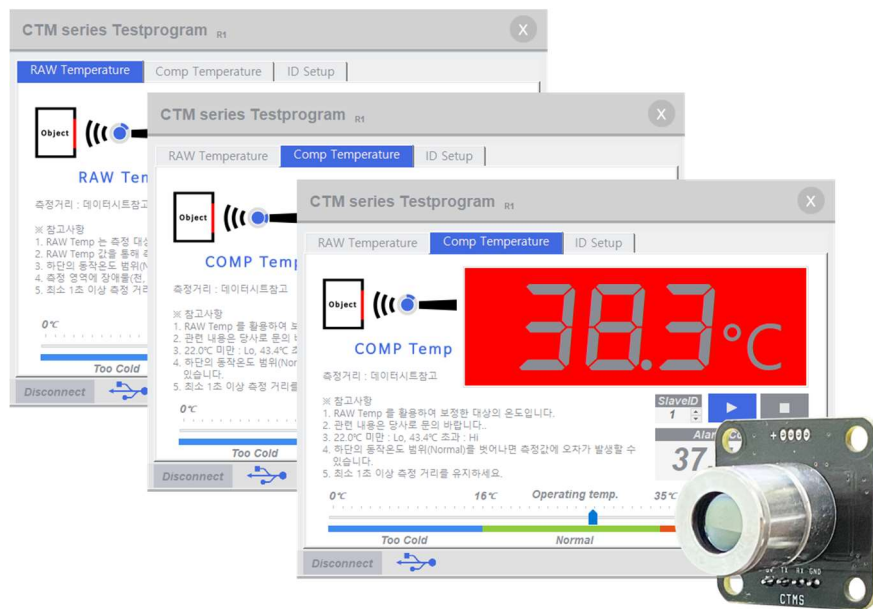 CTM series Testprogram R1
X
RAW Temperature
Comp Temperature
ID Setup
Object
RAW Ten
측정거리 : 데이터시트참고
※ 참고사항
1. RAW Temp 는 측정 대상
2. RAW Temp 값을 통해
3. 하단의 동작온도 범위(N
4. 측정 영역에 장애물(천,
5. 최소 1초 이상 측정 거리
0℃
Too Cold
Disconnect
CTM series Testprogram R1
X
RAW Temperature
Comp Temperature
ID Setup
Object
COMP Temp
측정거리 : 데이터시트참고
※ 참고사항
1. RAW Temp 를 활용하여 보
2. 관련 내용은 당사로 문의 바
3. 22.0℃ 미만 : Lo, 43.4℃ 초
4. 하단의 동작온도 범위(Nor
있습니다.
5. 최소 1초 이상 측정 거리를
0℃
Too Cold
Disconnect
CTM series Testprogram R1
X
RAW Temperature
Comp Temperature
ID Setup
Object
38.3℃
COMP Temp
측정거리 : 데이터시트참고
※ 참고사항
1. RAW Temp 를 활용하여 보정한 대상의 온도입니다.
2. 관련 내용은 당사로 문의 바랍니다..
3. 22.0℃ 미만 : Lo, 43.4℃ 초과 : Hi
4. 하단의 동작온도 범위(Normal)를 벗어나면 측정값에 오차가 발생할 수
있습니다.
5. 최소 1초 이상 측정 거리를 유지하세요.
SlaveID
1
37.
0℃ 16℃ Operating temp. 35℃
Too Cold Normal
Disconnect
TX RX GND
CTMS